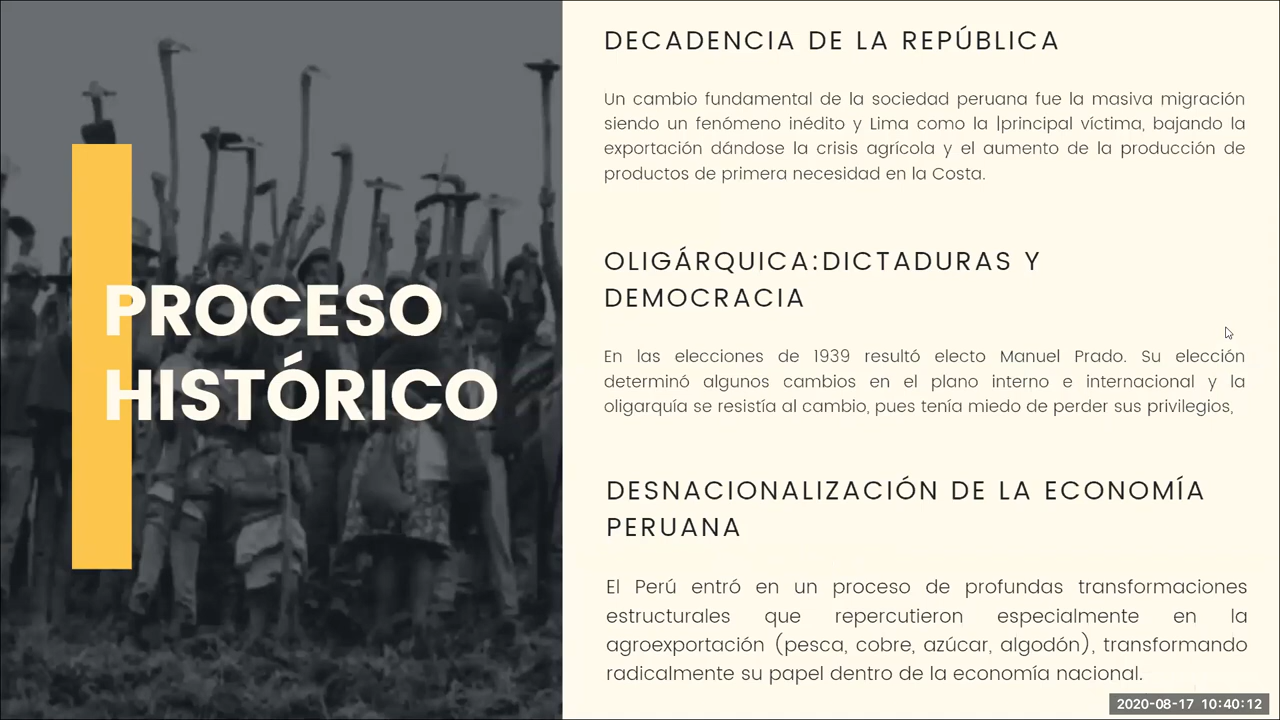 PROCESO
HISTÓRICO
DECADENCIA DE LA REPÚBLICA
Un cambio fundamental de la sociedad peruana fue la masiva migración
siendo un fenómeno inédito y Lima como la lprincipal víctima, bajando la
exportación dándose la crisis agrícola y el aumento de la producción de
productos de primera necesidad en la Costa.
OLIGÁRQUICA:DICTADURAS Y
DEMOCRACIA
En las elecciones de 1939 resultó electo Manuel Prado. Su elección
determinó algunos cambios en el plano interno e internacional y la
oligarquía se resistía al cambio, pues tenía miedo de perder sus privilegios,
DESNACIONALIZACIÓN DE LA ECONOMÍA
PERUANA
El Perú entró en un proceso de profundas transformaciones
estructurales que repercutieron especialmente en la
agroexportación (pesca, cobre, azúcar, algodón), transformando
radicalmente su papel dentro de la economía nacional.
2020-08-17 10:40:12